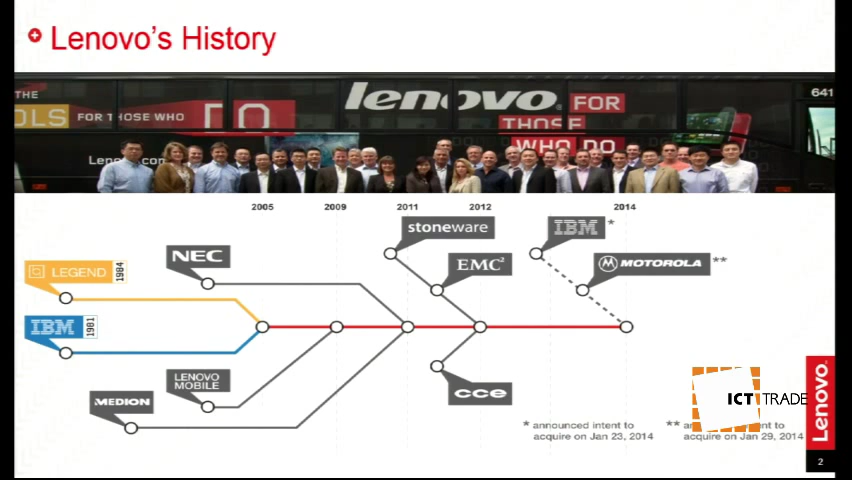 Lenovo's History
lenovo FOR
THOSE
WHO DO
THE
OLS FOR THOSE WHO
DO
641
Lenovo.com
2005 2009 2011 2012 2014
stoneware
IBM *
NEC
EMC²
MOTOROLA **
LEGEND 1984
IBM 1981
LENOVO
MOBILE
MEDION
cce
ICT TRADE
Lenovo
* announced intent to
acquire on Jan 23, 2014
** intent to
acquire on Jan 29, 2014
2